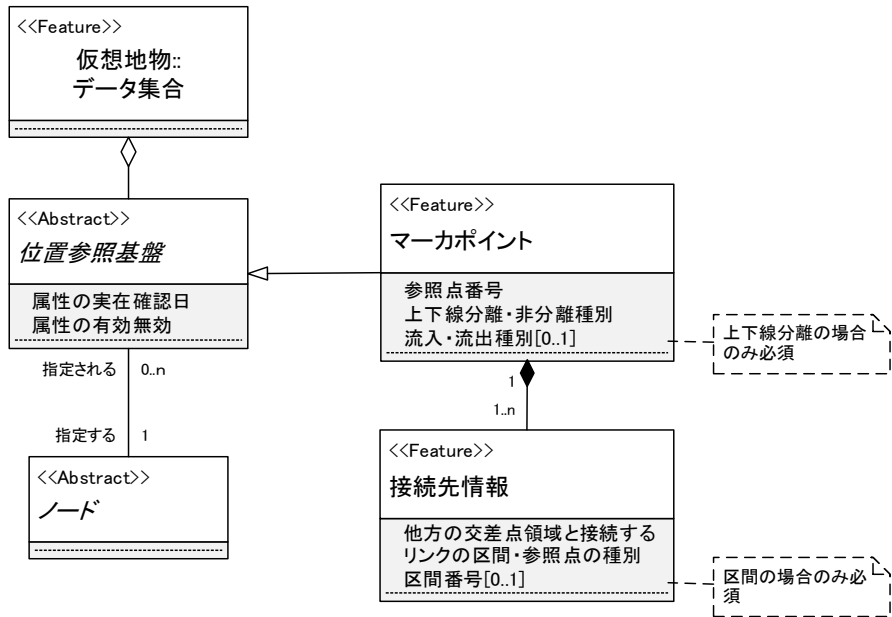 <<Feature>>
仮想地物::
データ集合
<<Abstract>>
位置参照基盤
属性の実在確認日
属性の有効無効
指定される
0..n
指定する
1
<<Abstract>>
ノード
<<Feature>>
マーカポイント
参照点番号
上下線分離・非分離種別
流入・流出種別[0..1]
上下線分離の場合
のみ必須
1
1..n
<<Feature>>
接続先情報
他方の交差点領域と接続する
リンクの区間・参照点の種別
区間番号[0..1]
区間の場合のみ必
須